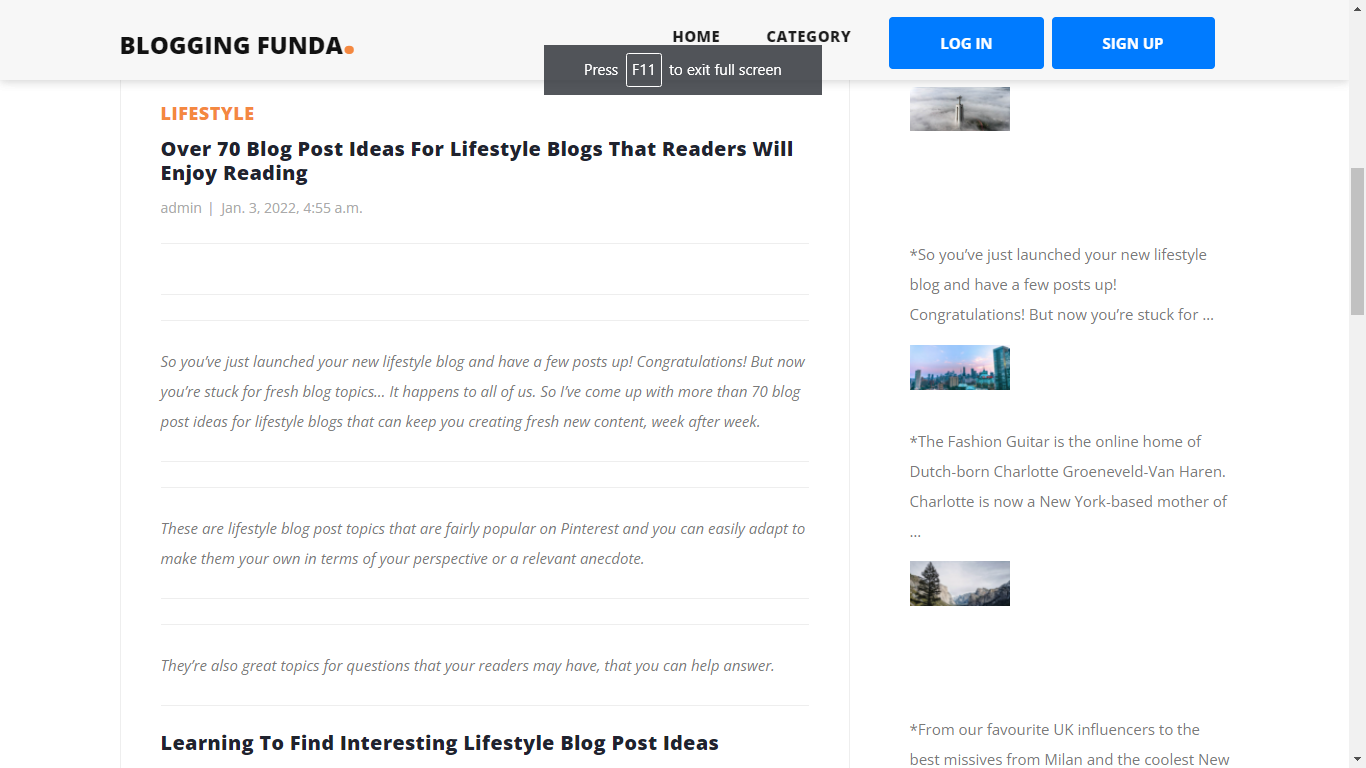 BLOGGING FUNDA.
HOME
CATEGORY
LOG IN
SIGN UP
Press F11 to exit full screen
LIFESTYLE
Over 70 Blog Post Ideas For Lifestyle Blogs That Readers Will
Enjoy Reading
admin | Jan. 3, 2022, 4:55 a.m.
So you’ve just launched your new lifestyle blog and have a few posts up! Congratulations! But now
you’re stuck for fresh blog topics… It happens to all of us. So I’ve come up with more than 70 blog
post ideas for lifestyle blogs that can keep you creating fresh new content, week after week.
These are lifestyle blog post topics that are fairly popular on Pinterest and you can easily adapt to
make them your own in terms of your perspective or a relevant anecdote.
They’re also great topics for questions that your readers may have, that you can help answer.
Learning To Find Interesting Lifestyle Blog Post Ideas
*So you’ve just launched your new lifestyle
blog and have a few posts up!
Congratulations! But now you’re stuck for …
*The Fashion Guitar is the online home of
Dutch-born Charlotte Groeneveld-Van Haren.
Charlotte is now a New York-based mother of
…
*From our favourite UK influencers to the
best missives from Milan and the coolest New